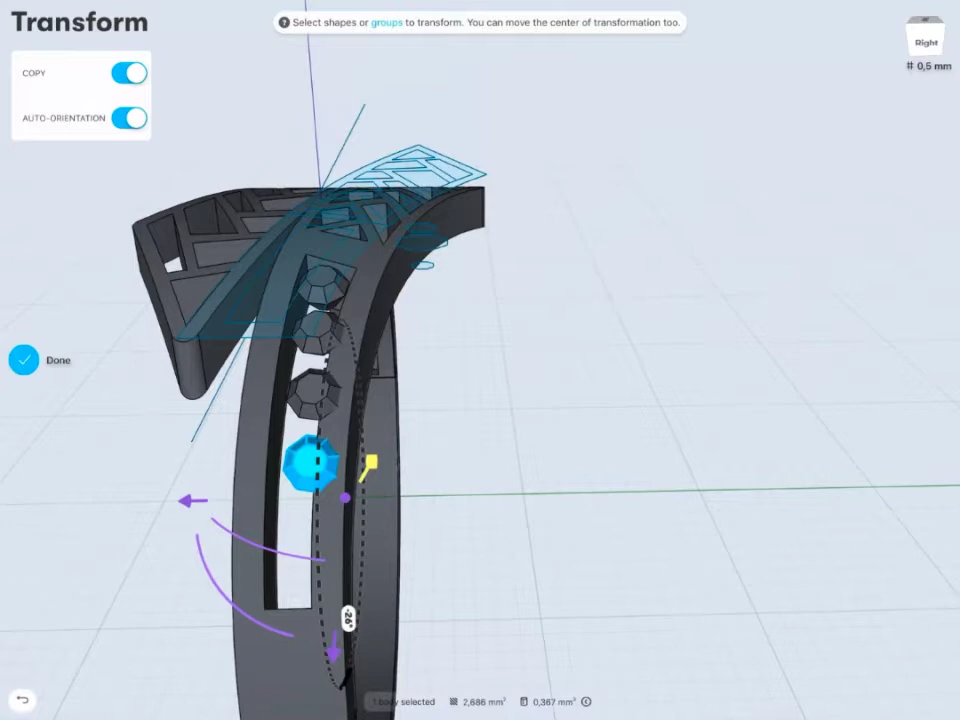 Transform
Select shapes or groups to transform. You can move the center of transformation too.
Right
0,5 mm
COPY
AUTO-ORIENTATION
Done
-26°
1 body selected 2,686 mm² 0,367 mm³